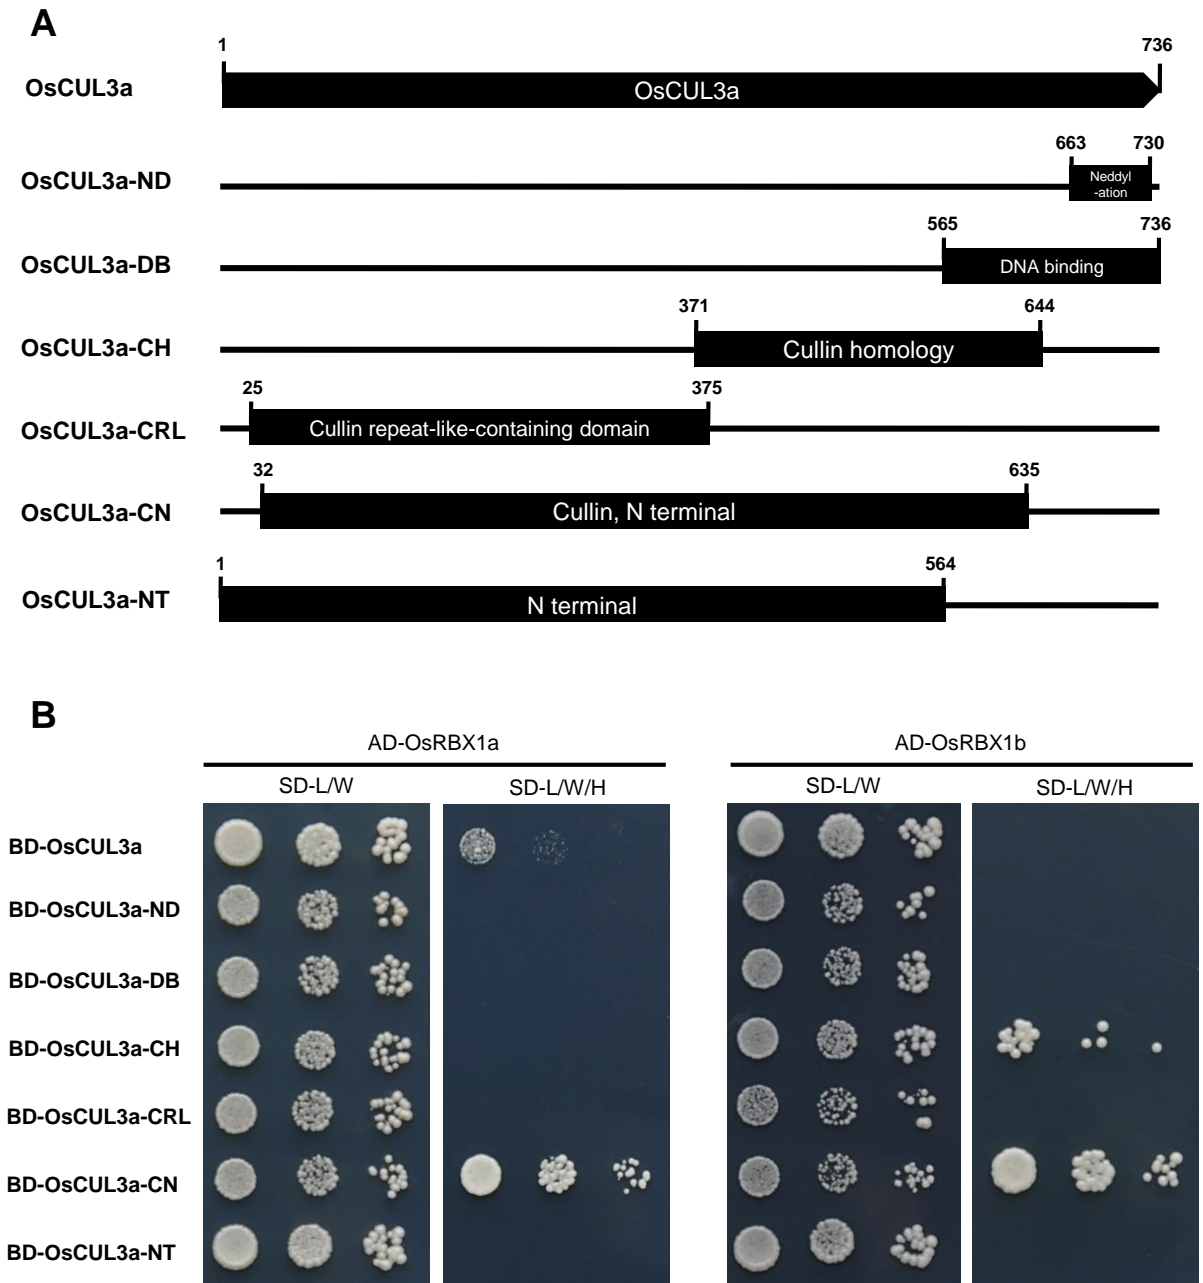 A
1
736
OsCUL3a
OsCUL3a
663
730
OsCUL3a-ND
Neddyl
-ation
565
736
OsCUL3a-DB
DNA binding
371
644
OsCUL3a-CH
Cullin homology
25
375
OsCUL3a-CRL
Cullin repeat-like-containing domain
32
635
OsCUL3a-CN
Cullin, N terminal
1
564
OsCUL3a-NT
N terminal
B
AD-OsRBX1a
AD-OsRBX1b
SD-L/W
SD-L/W/H
SD-L/W
SD-L/W/H
BD-OsCUL3a
BD-OsCUL3a-ND
BD-OsCUL3a-DB
BD-OsCUL3a-CH
BD-OsCUL3a-CRL
BD-OsCUL3a-CN
BD-OsCUL3a-NT